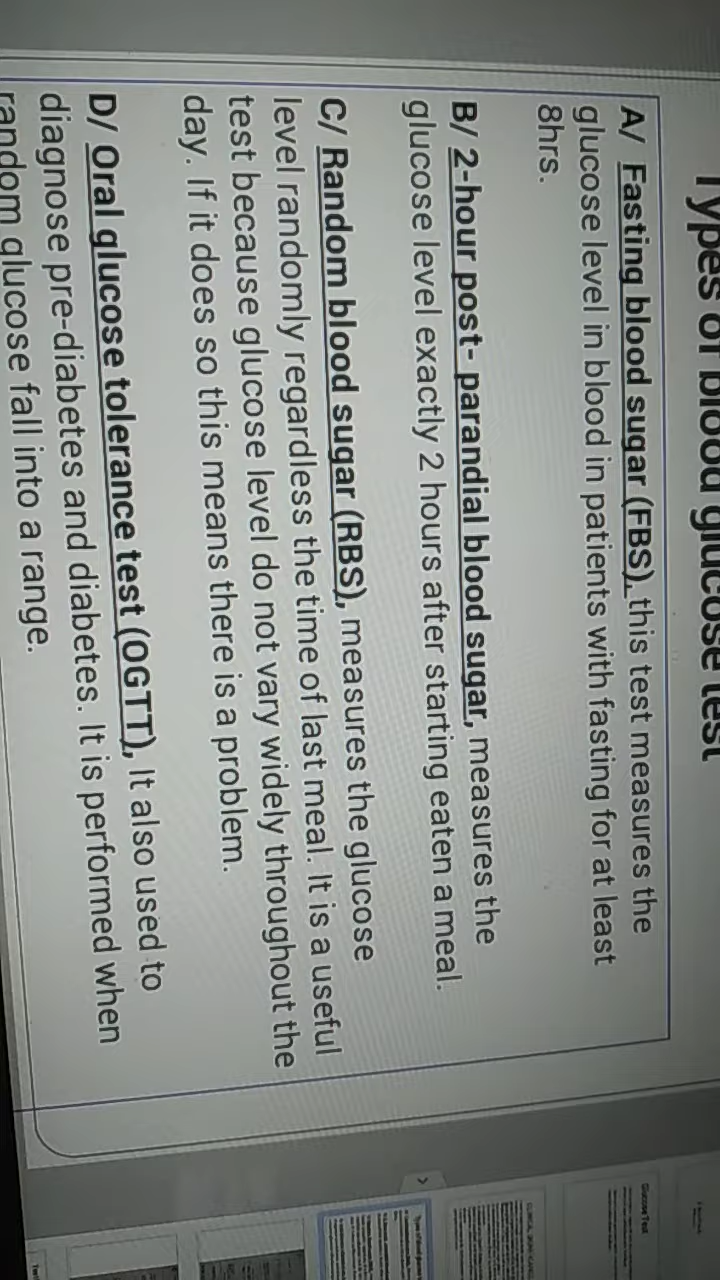 Types of blood glucose test
A/ Fasting blood sugar (FBS), this test measures the
glucose level in blood in patients with fasting for at least
8hrs.
B/ 2-hour post- parandial blood sugar, measures the
glucose level exactly 2 hours after starting eaten a meal.
C/ Random blood sugar (RBS), measures the glucose
level randomly regardless the time of last meal. It is a useful
test because glucose level do not vary widely throughout the
day. If it does so this means there is a problem.
D/ Oral glucose tolerance test (OGTT), It also used to
diagnose pre-diabetes and diabetes. It is performed when
random glucose fall into a range.
Glucose Test